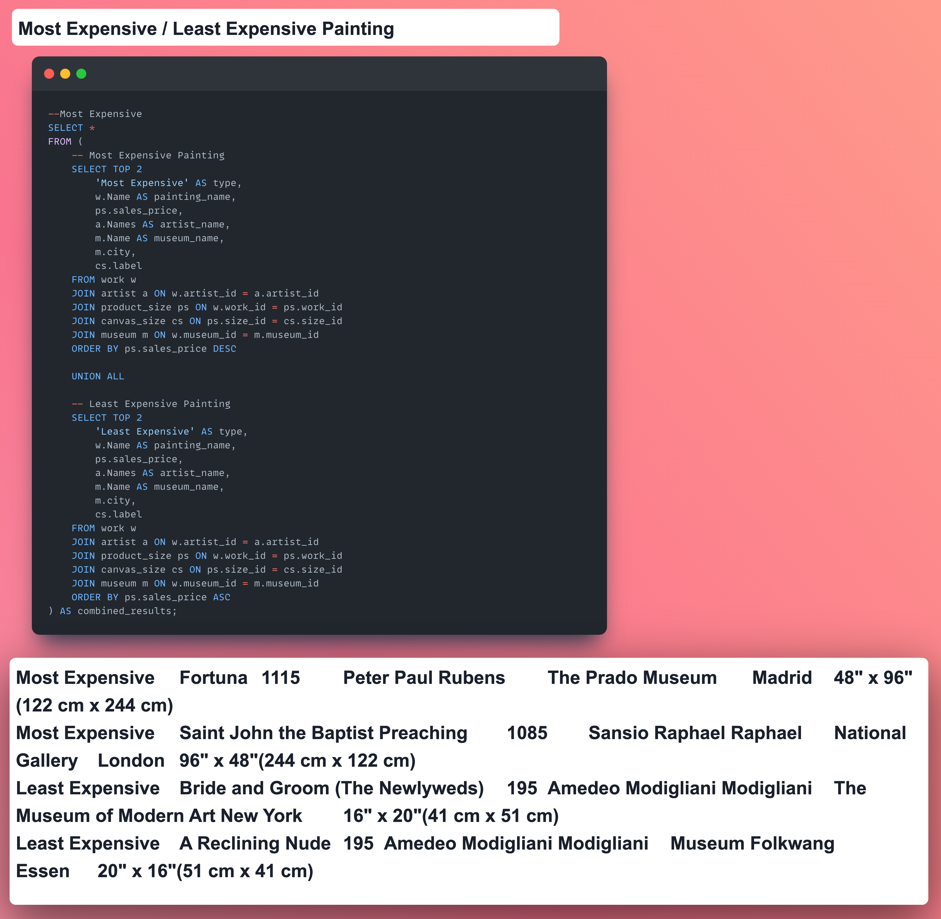 Most Expensive / Least Expensive Painting
--Most Expensive
SELECT *
FROM (
    -- Most Expensive Painting
    SELECT TOP 2
        'Most Expensive' AS type,
        w.Name AS painting_name,
        ps.sales_price,
        a.Names AS artist_name,
        m.Name AS museum_name,
        m.city,
        cs.label
    FROM work w
    JOIN artist a ON w.artist_id = a.artist_id
    JOIN product_size ps ON w.work_id = ps.work_id
    JOIN canvas_size cs ON ps.size_id = cs.size_id
    JOIN museum m ON w.museum_id = m.museum_id
    ORDER BY ps.sales_price DESC
    UNION ALL
    -- Least Expensive Painting
    SELECT TOP 2
        'Least Expensive' AS type,
        w.Name AS painting_name,
        ps.sales_price,
        a.Names AS artist_name,
        m.Name AS museum_name,
        m.city,
        cs.label
    FROM work w
    JOIN artist a ON w.artist_id = a.artist_id
    JOIN product_size ps ON w.work_id = ps.work_id
    JOIN canvas_size cs ON ps.size_id = cs.size_id
    JOIN museum m ON w.museum_id = m.museum_id
    ORDER BY ps.sales_price ASC
) AS combined_results;
Most Expensive Fortuna 1115 Peter Paul Rubens The Prado Museum Madrid 48" x 96"
(122 cm x 244 cm)
Most Expensive Saint John the Baptist Preaching 1085 Sansio Raphael Raphael National
Gallery London 96" x 48"(244 cm x 122 cm)
Least Expensive Bride and Groom (The Newlyweds) 195 Amedeo Modigliani Modigliani The
Museum of Modern Art New York 16" x 20"(41 cm x 51 cm)
Least Expensive A Reclining Nude 195 Amedeo Modigliani Modigliani Museum Folkwang
Essen 20" x 16"(51 cm x 41 cm)